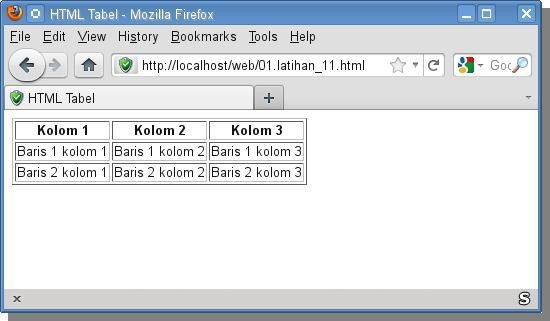 HTML Tabel - Mozilla Firefox
File Edit View History Bookmarks Tools Help
http://localhost/web/01.latihan_11.html Goo
HTML Tabel
Kolom 1 Kolom 2 Kolom 3
Baris 1 kolom 1 Baris 1 kolom 2 Baris 1 kolom 3
Baris 2 kolom 1 Baris 2 kolom 2 Baris 2 kolom 3